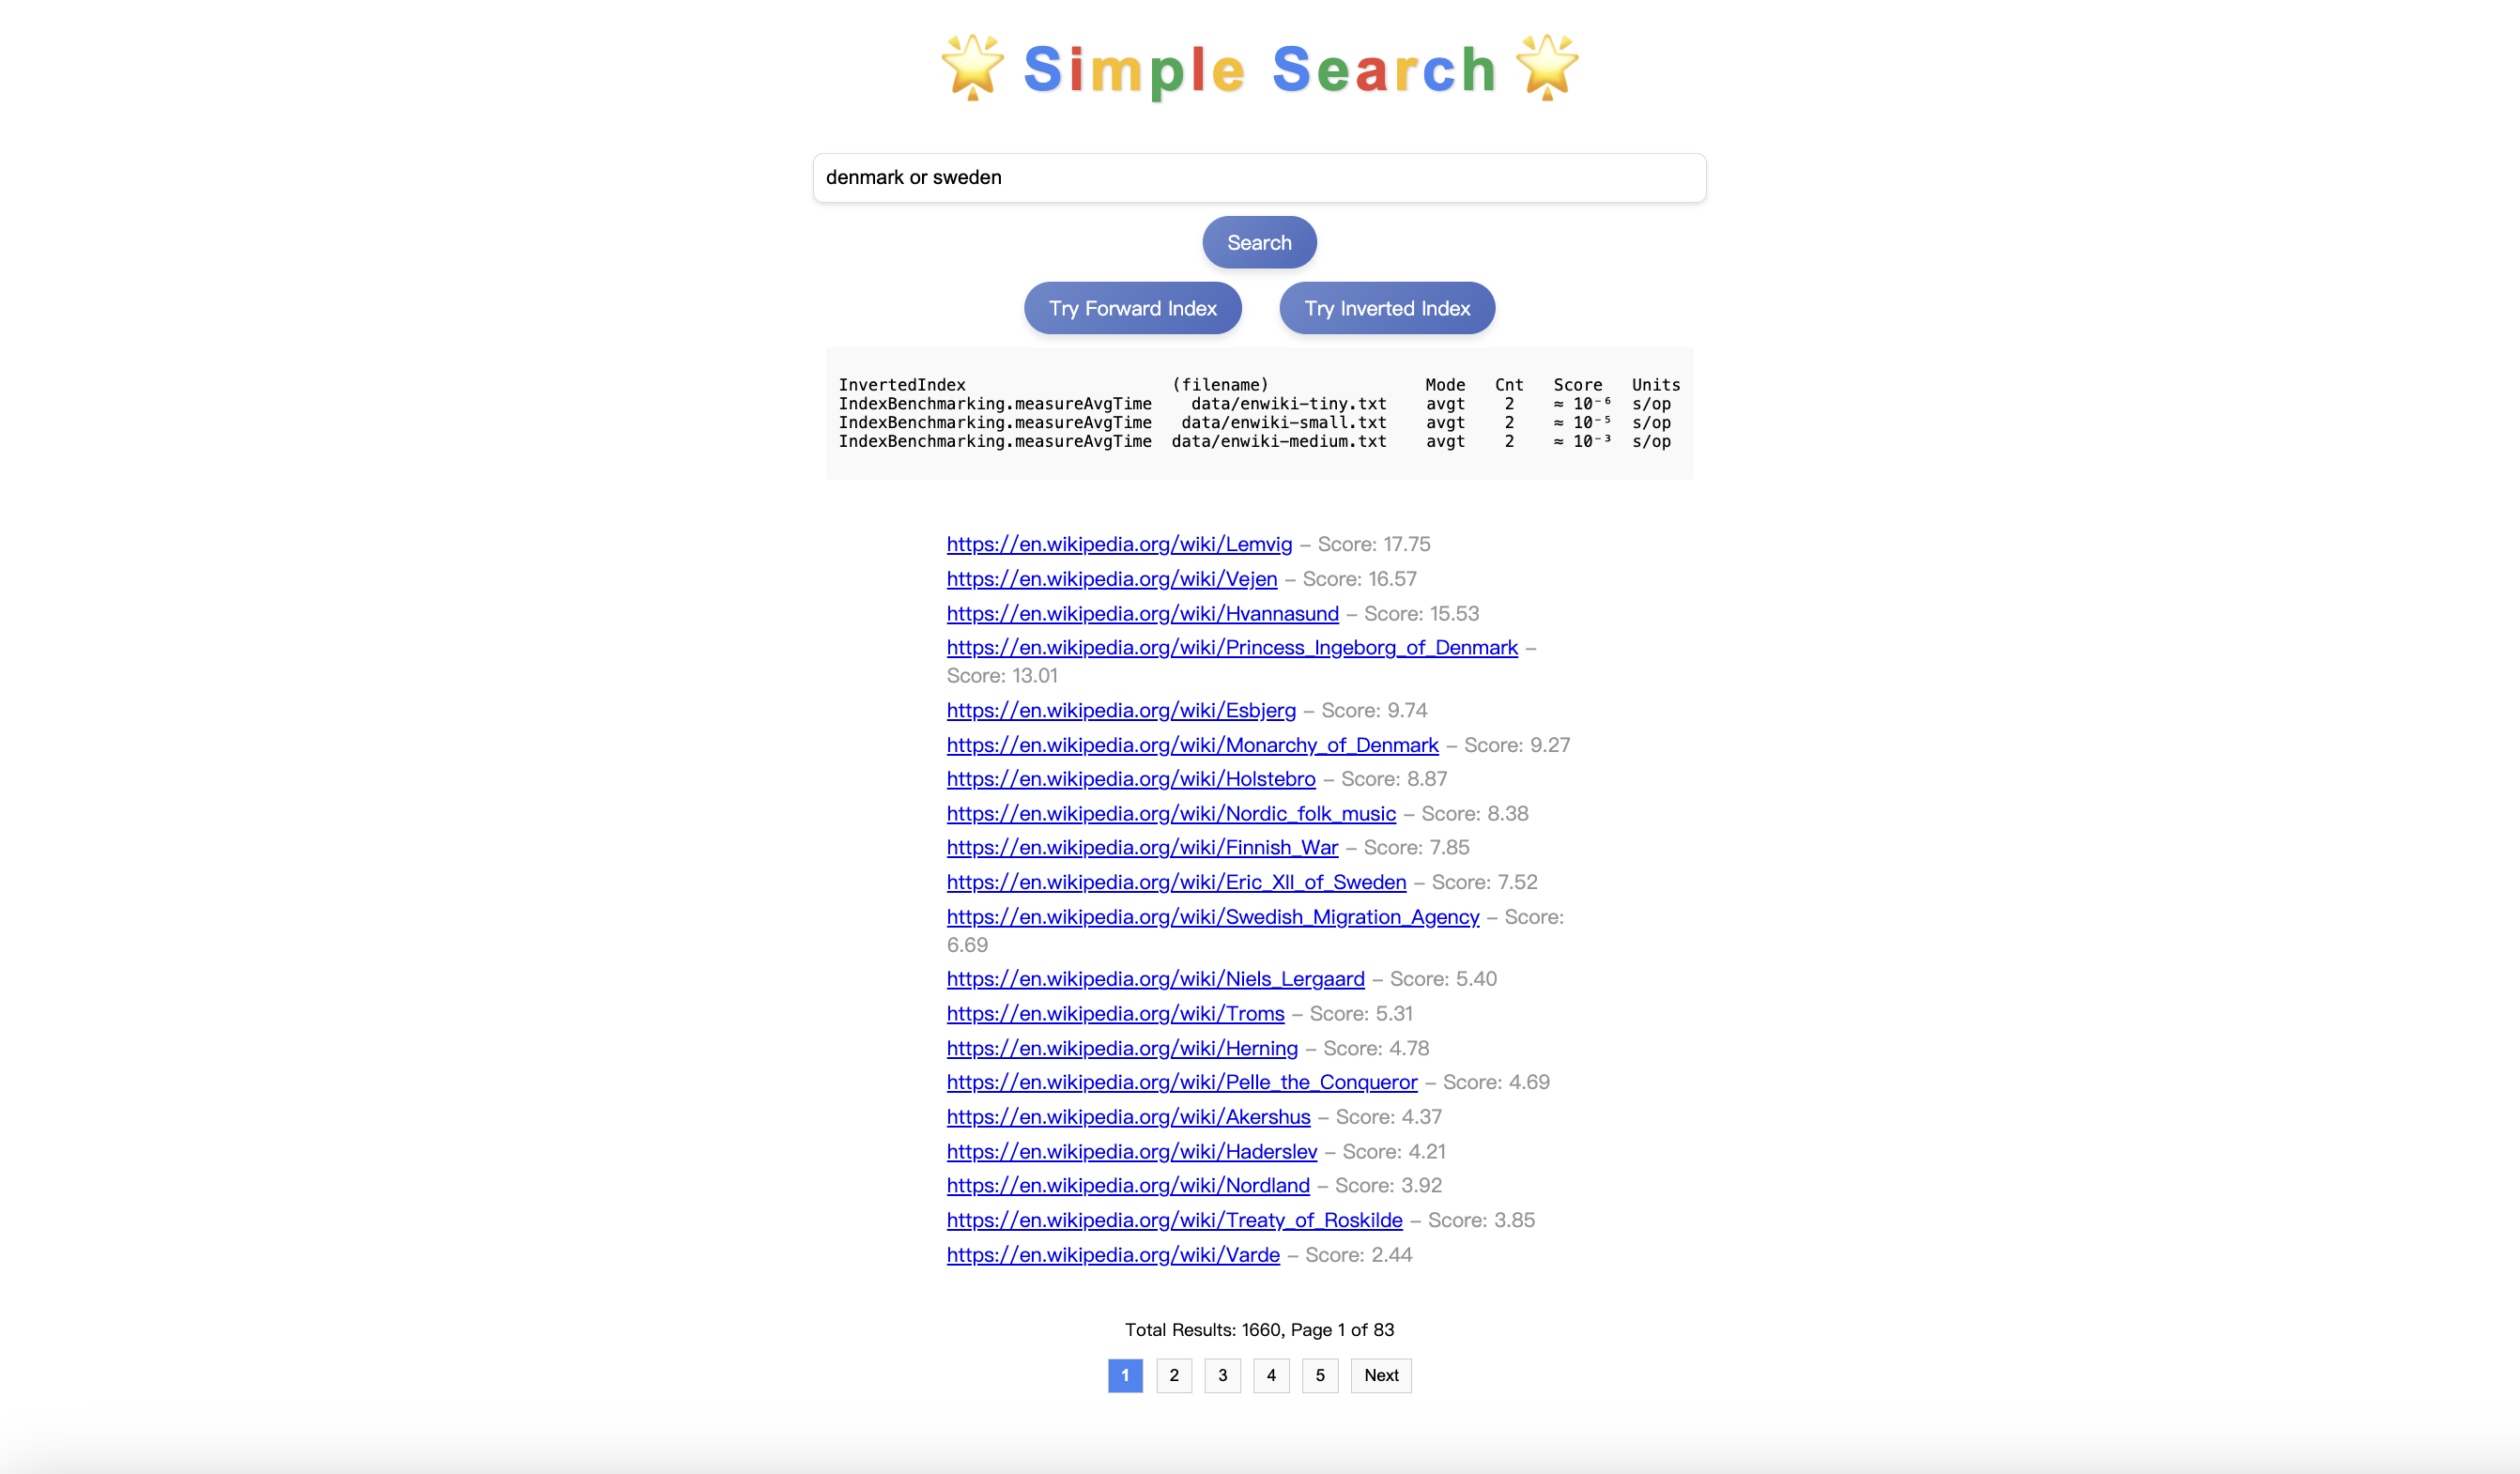 Simple Search
denmark or sweden
Search
Try Forward Index Try Inverted Index
InvertedIndex (filename) Mode Cnt Score Units
IndexBenchmarking.measureAvgTime data/enwiki-tiny.txt avgt 2 ≈ 10⁻⁶ s/op
IndexBenchmarking.measureAvgTime data/enwiki-small.txt avgt 2 ≈ 10⁻⁵ s/op
IndexBenchmarking.measureAvgTime data/enwiki-medium.txt avgt 2 ≈ 10⁻³ s/op
https://en.wikipedia.org/wiki/Lemvig – Score: 17.75
https://en.wikipedia.org/wiki/Vejen – Score: 16.57
https://en.wikipedia.org/wiki/Hvannasund – Score: 15.53
https://en.wikipedia.org/wiki/Princess_Ingeborg_of_Denmark –
Score: 13.01
https://en.wikipedia.org/wiki/Esbjerg – Score: 9.74
https://en.wikipedia.org/wiki/Monarchy_of_Denmark – Score: 9.27
https://en.wikipedia.org/wiki/Holstebro – Score: 8.87
https://en.wikipedia.org/wiki/Nordic_folk_music – Score: 8.38
https://en.wikipedia.org/wiki/Finnish_War – Score: 7.85
https://en.wikipedia.org/wiki/Eric_XII_of_Sweden – Score: 7.52
https://en.wikipedia.org/wiki/Swedish_Migration_Agency – Score:
6.69
https://en.wikipedia.org/wiki/Niels_Lergaard – Score: 5.40
https://en.wikipedia.org/wiki/Troms – Score: 5.31
https://en.wikipedia.org/wiki/Herning – Score: 4.78
https://en.wikipedia.org/wiki/Pelle_the_Conqueror – Score: 4.69
https://en.wikipedia.org/wiki/Akershus – Score: 4.37
https://en.wikipedia.org/wiki/Haderslev – Score: 4.21
https://en.wikipedia.org/wiki/Nordland – Score: 3.92
https://en.wikipedia.org/wiki/Treaty_of_Roskilde – Score: 3.85
https://en.wikipedia.org/wiki/Varde – Score: 2.44
Total Results: 1660, Page 1 of 83
1 2 3 4 5 Next